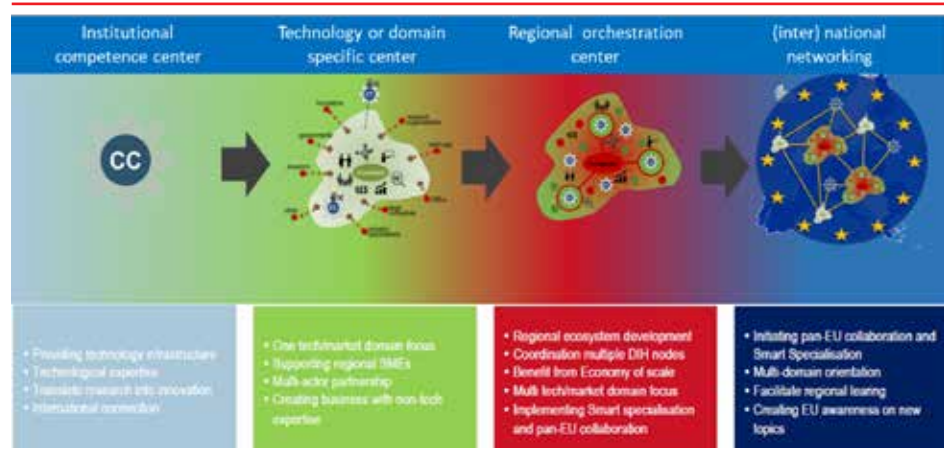 Institutional
competence center
Technology or domain
specific center
Regional orchestration
center
(inter) national
networking
CC
• Providing technology infrastructure
• Technological expertise
• Translate research into innovation
• International connection
• One tech/market domain focus
• Supporting regional SMEs
• Multi-actor partnership
• Creating business with non-tech
expertise
• Regional ecosystem development
• Coordination multiple DIH nodes
• Benefit from Economy of scale
• Multi tech/market domain focus
• Implementing Smart specialisation
and pan-EU collaboration
• Initiating pan-EU collaboration and
Smart Specialisation
• Multi-domain orientation
• Facilitate regional learing
• Creating EU awareness on new
topics